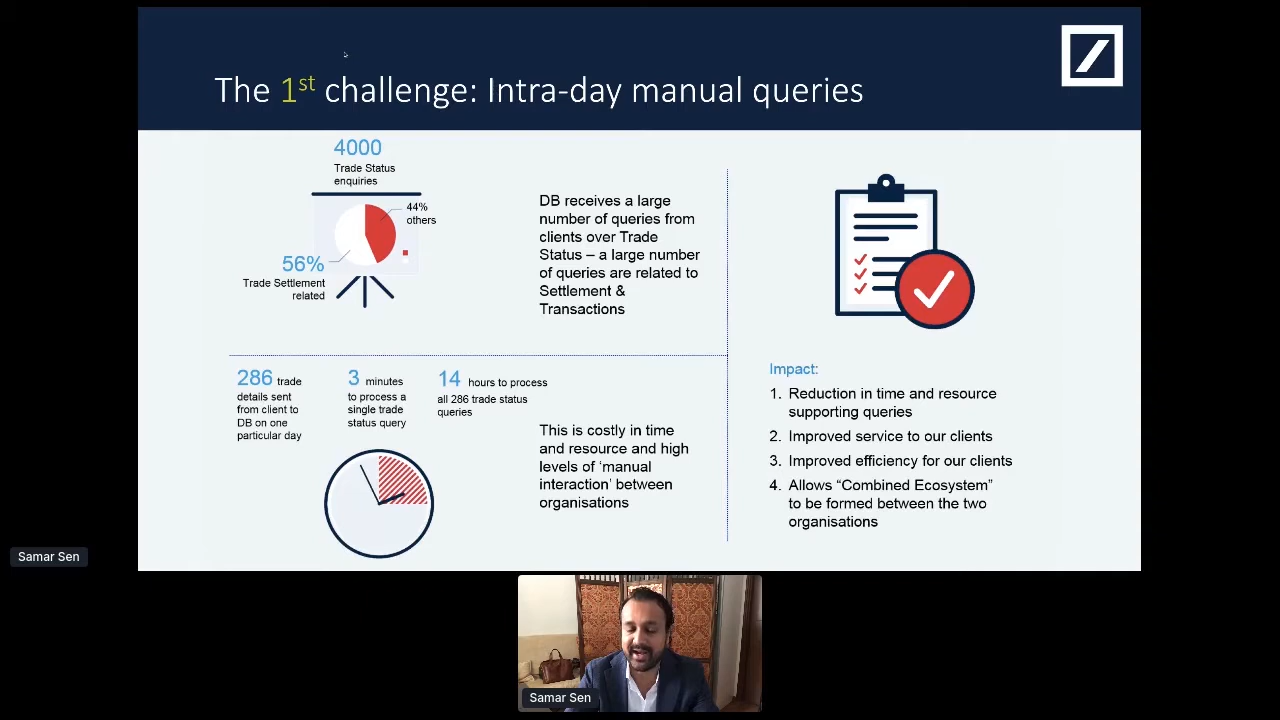 The 1st challenge: Intra-day manual queries
4000
Trade Status
enquiries
44%
others
56%
Trade Settlement
related
DB receives a large
number of queries from
clients over Trade
Status – a large number
of queries are related to
Settlement &
Transactions
286 trade
details sent
from client to
DB on one
particular day
3 minutes
to process a
single trade
status query
14 hours to process
all 286 trade status
queries
This is costly in time
and resource and high
levels of ‘manual
interaction’ between
organisations
Impact:
1. Reduction in time and resource
supporting queries
2. Improved service to our clients
3. Improved efficiency for our clients
4. Allows “Combined Ecosystem”
to be formed between the two
organisations
Samar Sen
Samar Sen